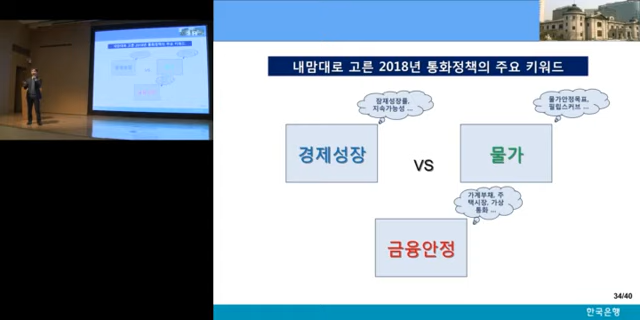 내맘대로 고른 2018년 통화정책의 주요 키워드
잠재성장률,
지속가능성 ...
물가안정목표,
필립스커브 ...
경제성장
VS
물가
가계부채, 주
택시장, 가상
통화 ...
금융안정
34/40
한국은행